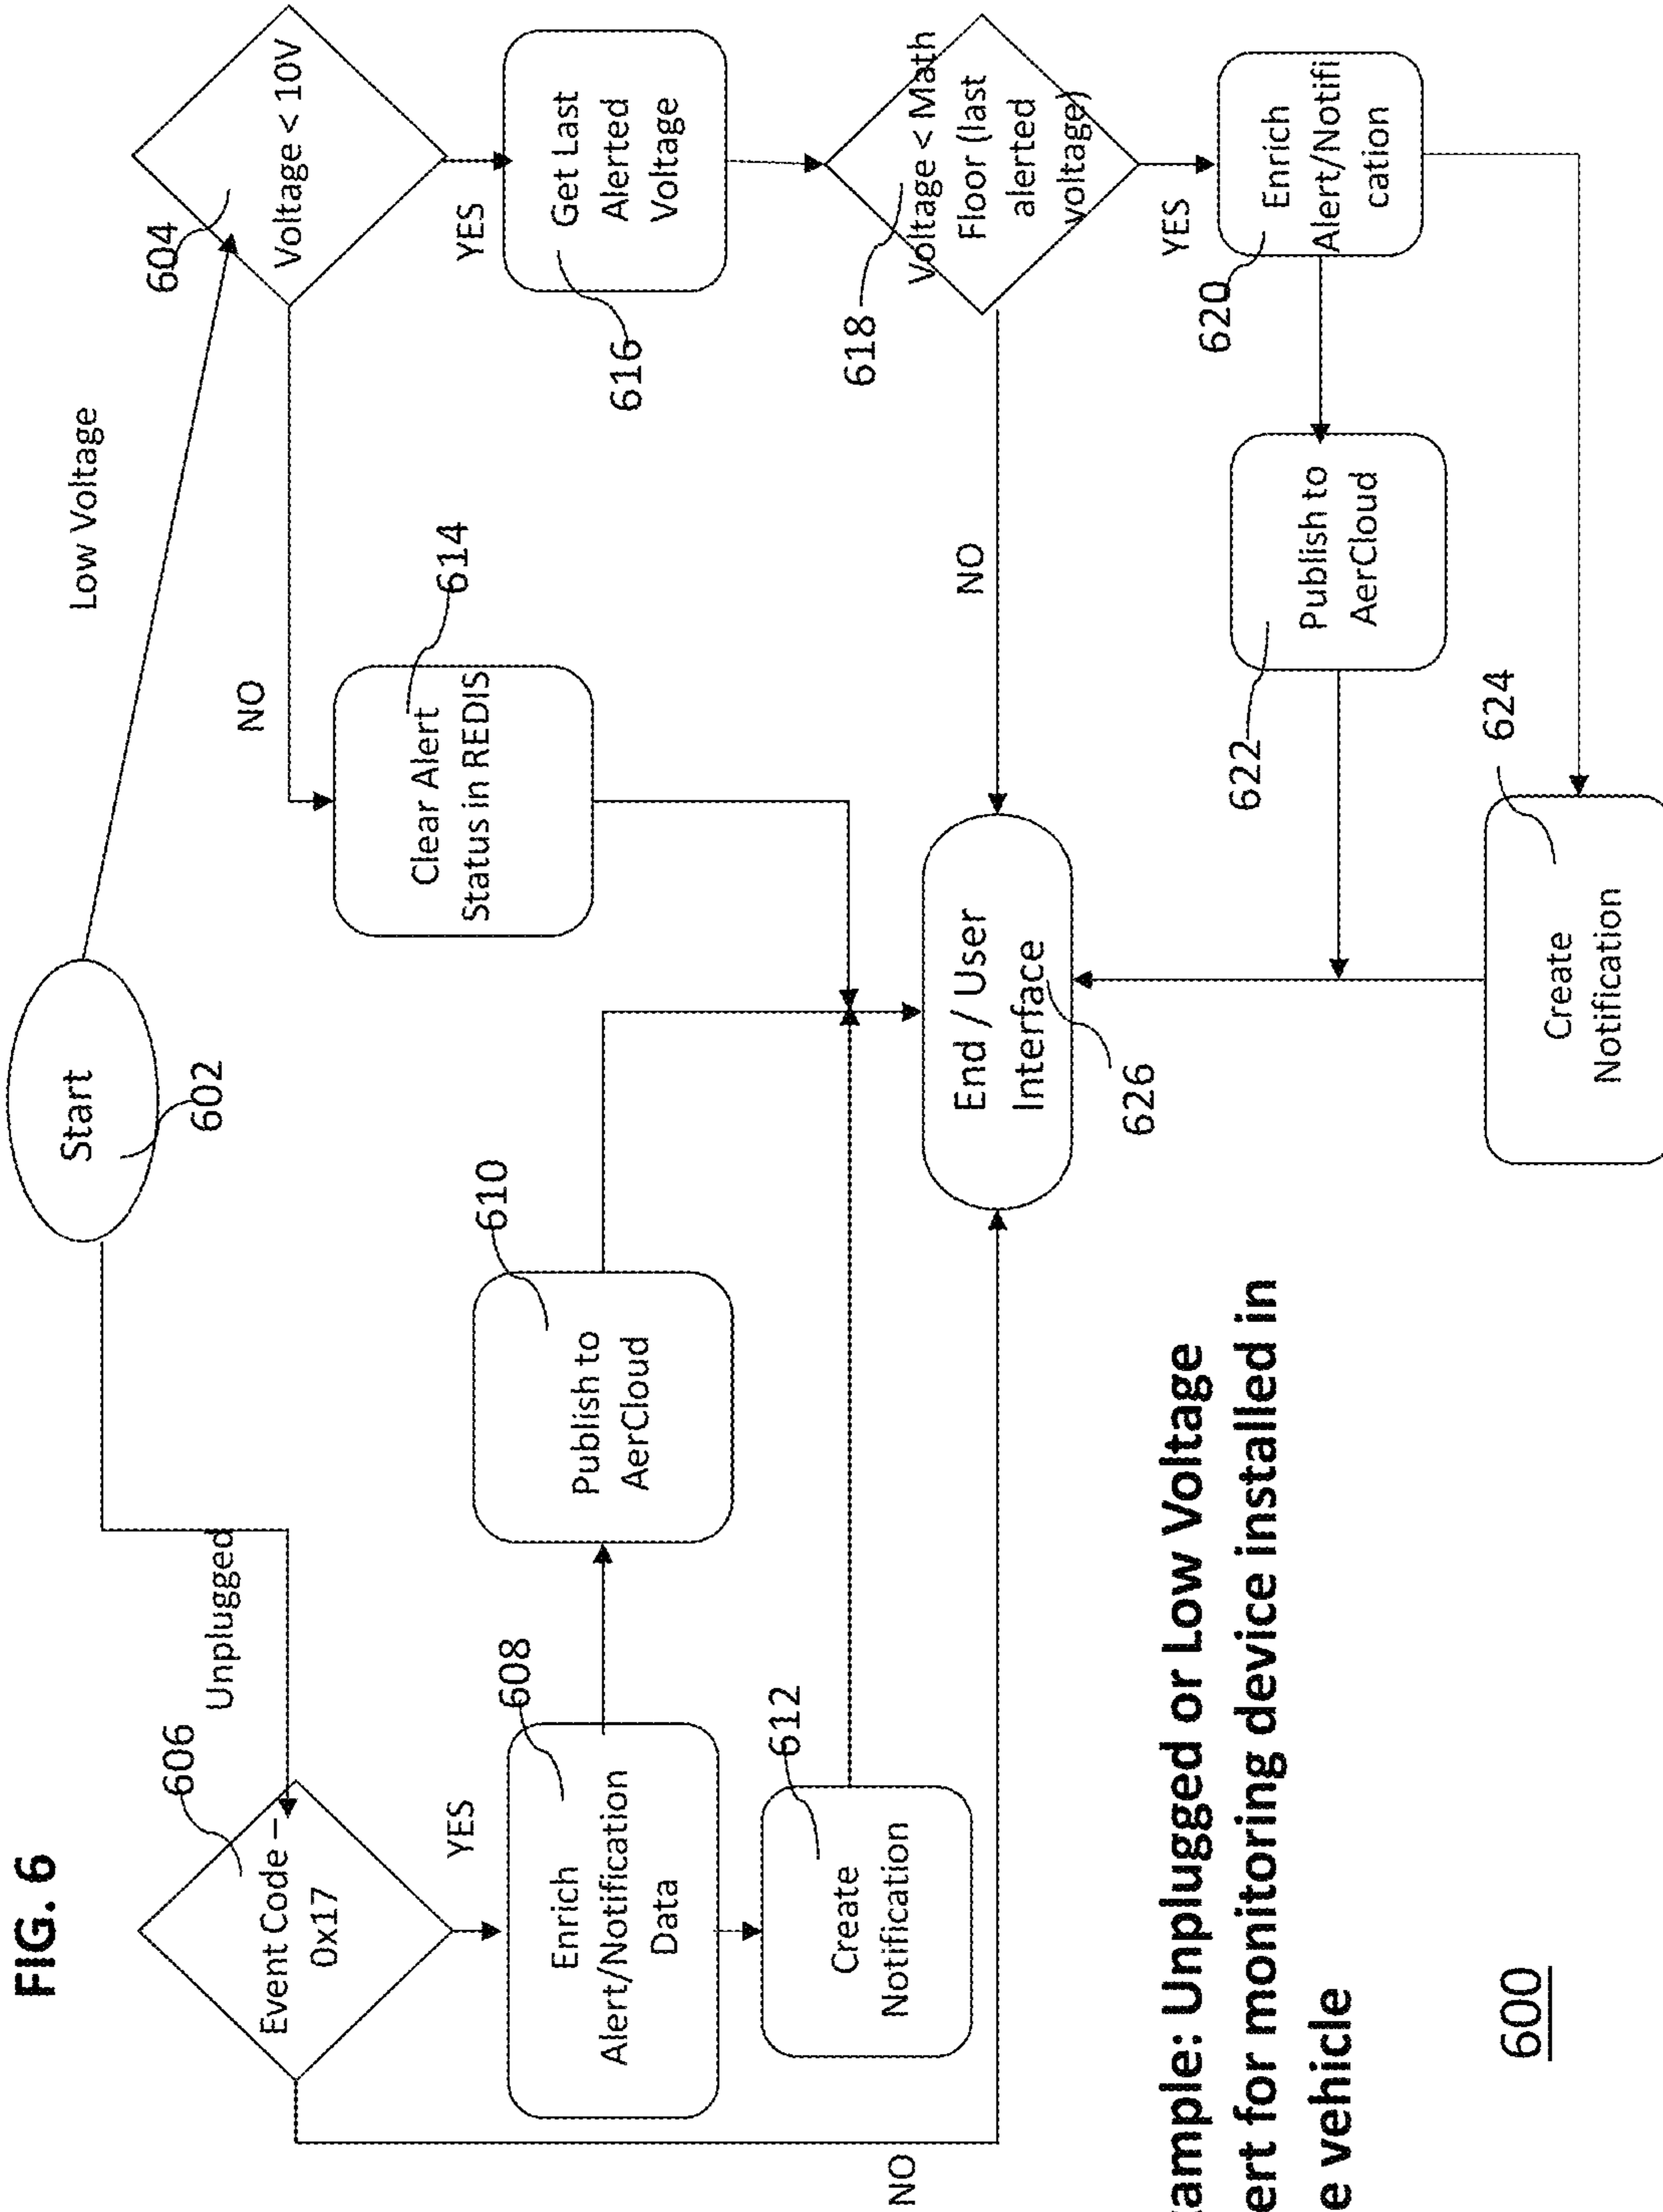 FIG. 6
Start
602
Unplugged
Low Voltage
606
Event Code –
0x17
604
Voltage < 10V
YES
NO
YES
608
Enrich
Alert/Notification
Data
610
Publish to
AerCloud
614
Clear Alert
Status in REDIS
616
Get Last
Alerted
Voltage
612
Create
Notification
NO
End / User
Interface
626
NO
618
Voltage < Math
Floor (last
alerted
voltage)
YES
620
Enrich
Alert/Notifi
cation
622
Publish to
AerCloud
624
Create
Notification
ample: Unplugged or Low Voltage
ert for monitoring device installed in
e vehicle
600